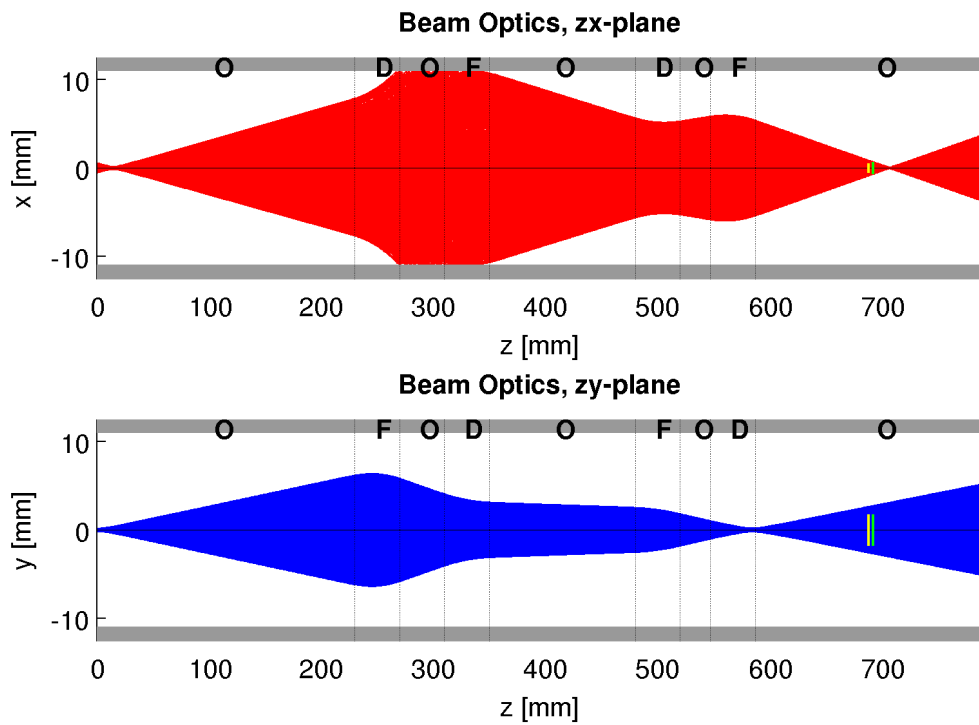 Beam Optics, zx-plane
O D O F O D O F O
10
0
-10
x [mm]
0 100 200 300 400 500 600 700
z [mm]
Beam Optics, zy-plane
O F O D O F O D O
10
0
-10
y [mm]
0 100 200 300 400 500 600 700
z [mm]